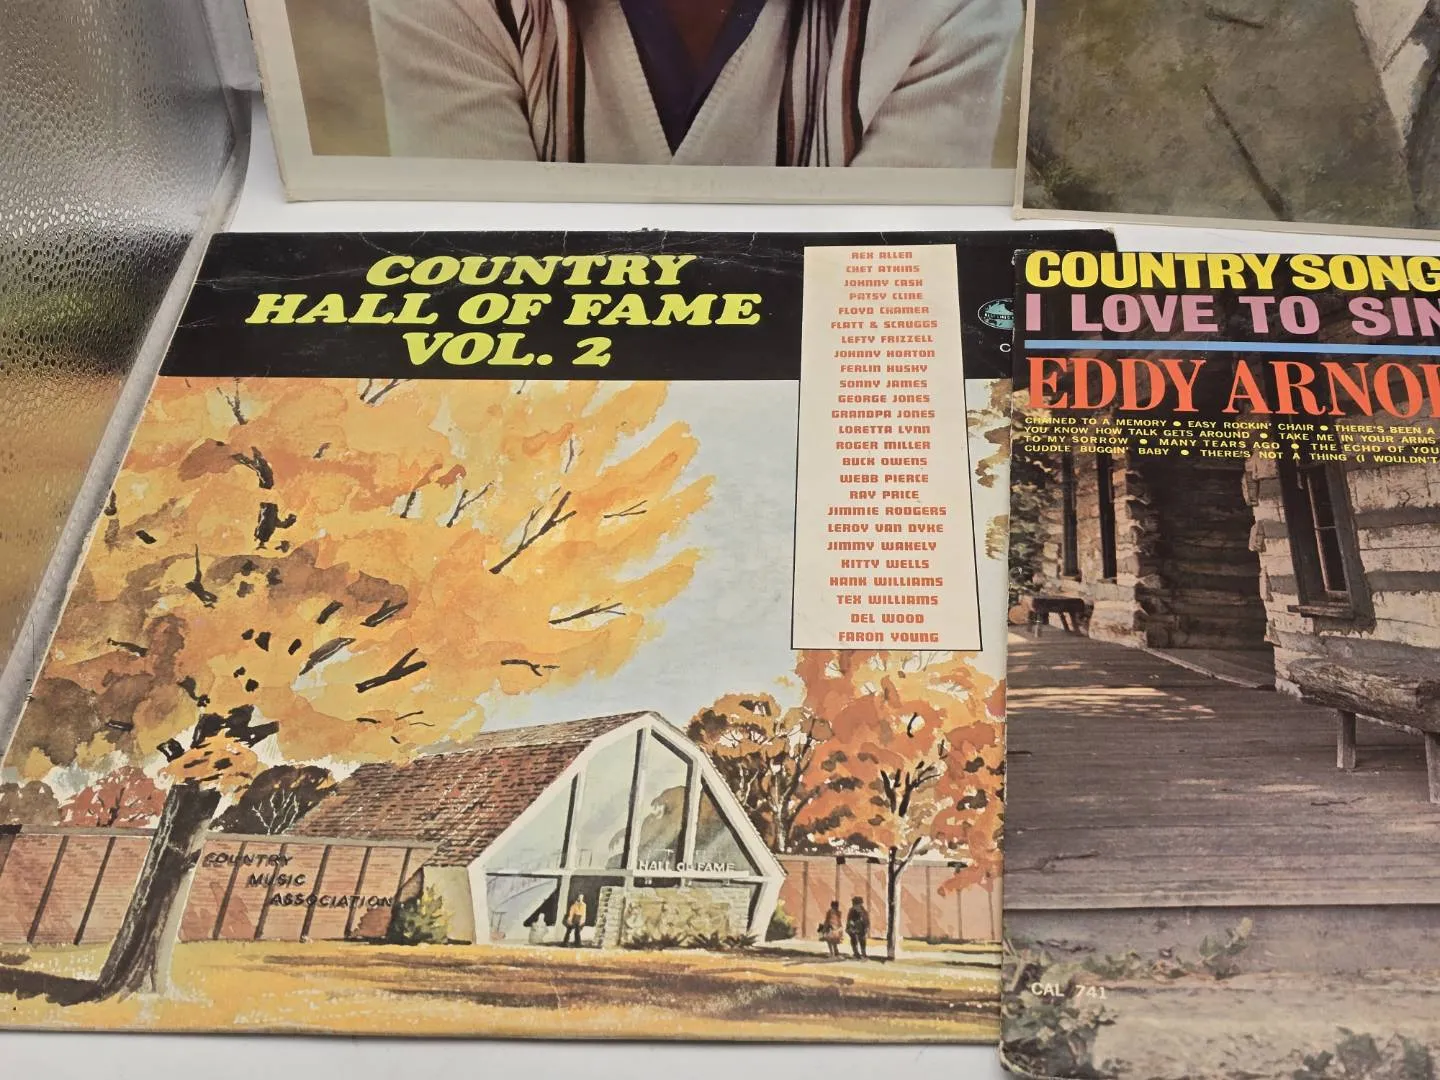 COUNTRY
HALL OF FAME
VOL. 2
REX ALLEN
CHET ATKINS
JOHNNY CASH
PATSY CLINE
FLOYD CRAMER
FLATT & SCRUGGS
LEFTY FRIZZELL
JOHNNY HORTON
FERLIN HUSKY
SONNY JAMES
GEORGE JONES
GRANDPA JONES
LORETTA LYNN
ROGER MILLER
BUCK OWENS
WEBB PIERCE
RAY PRICE
JIMMIE RODGERS
LEROY VAN DYKE
JIMMY WAKELY
KITTY WELLS
HANK WILLIAMS
TEX WILLIAMS
DEL WOOD
FARON YOUNG
C
COUNTRY
MUSIC
ASSOCIATION
HALL OF FAME
COUNTRY SONG
I LOVE TO SIN
EDDY ARNOL
CHAINED TO A MEMORY ● EASY ROCKIN' CHAIR ● THERE'S BEEN A
YOU KNOW HOW TALK GETS AROUND ● TAKE ME IN YOUR ARMS
TO MY SORROW ● MANY TEARS AGO ● THE ECHO OF YOU
CUDDLE BUGGIN' BABY ● THERE'S NOT A THING (I WOULDN'T
CAL 741